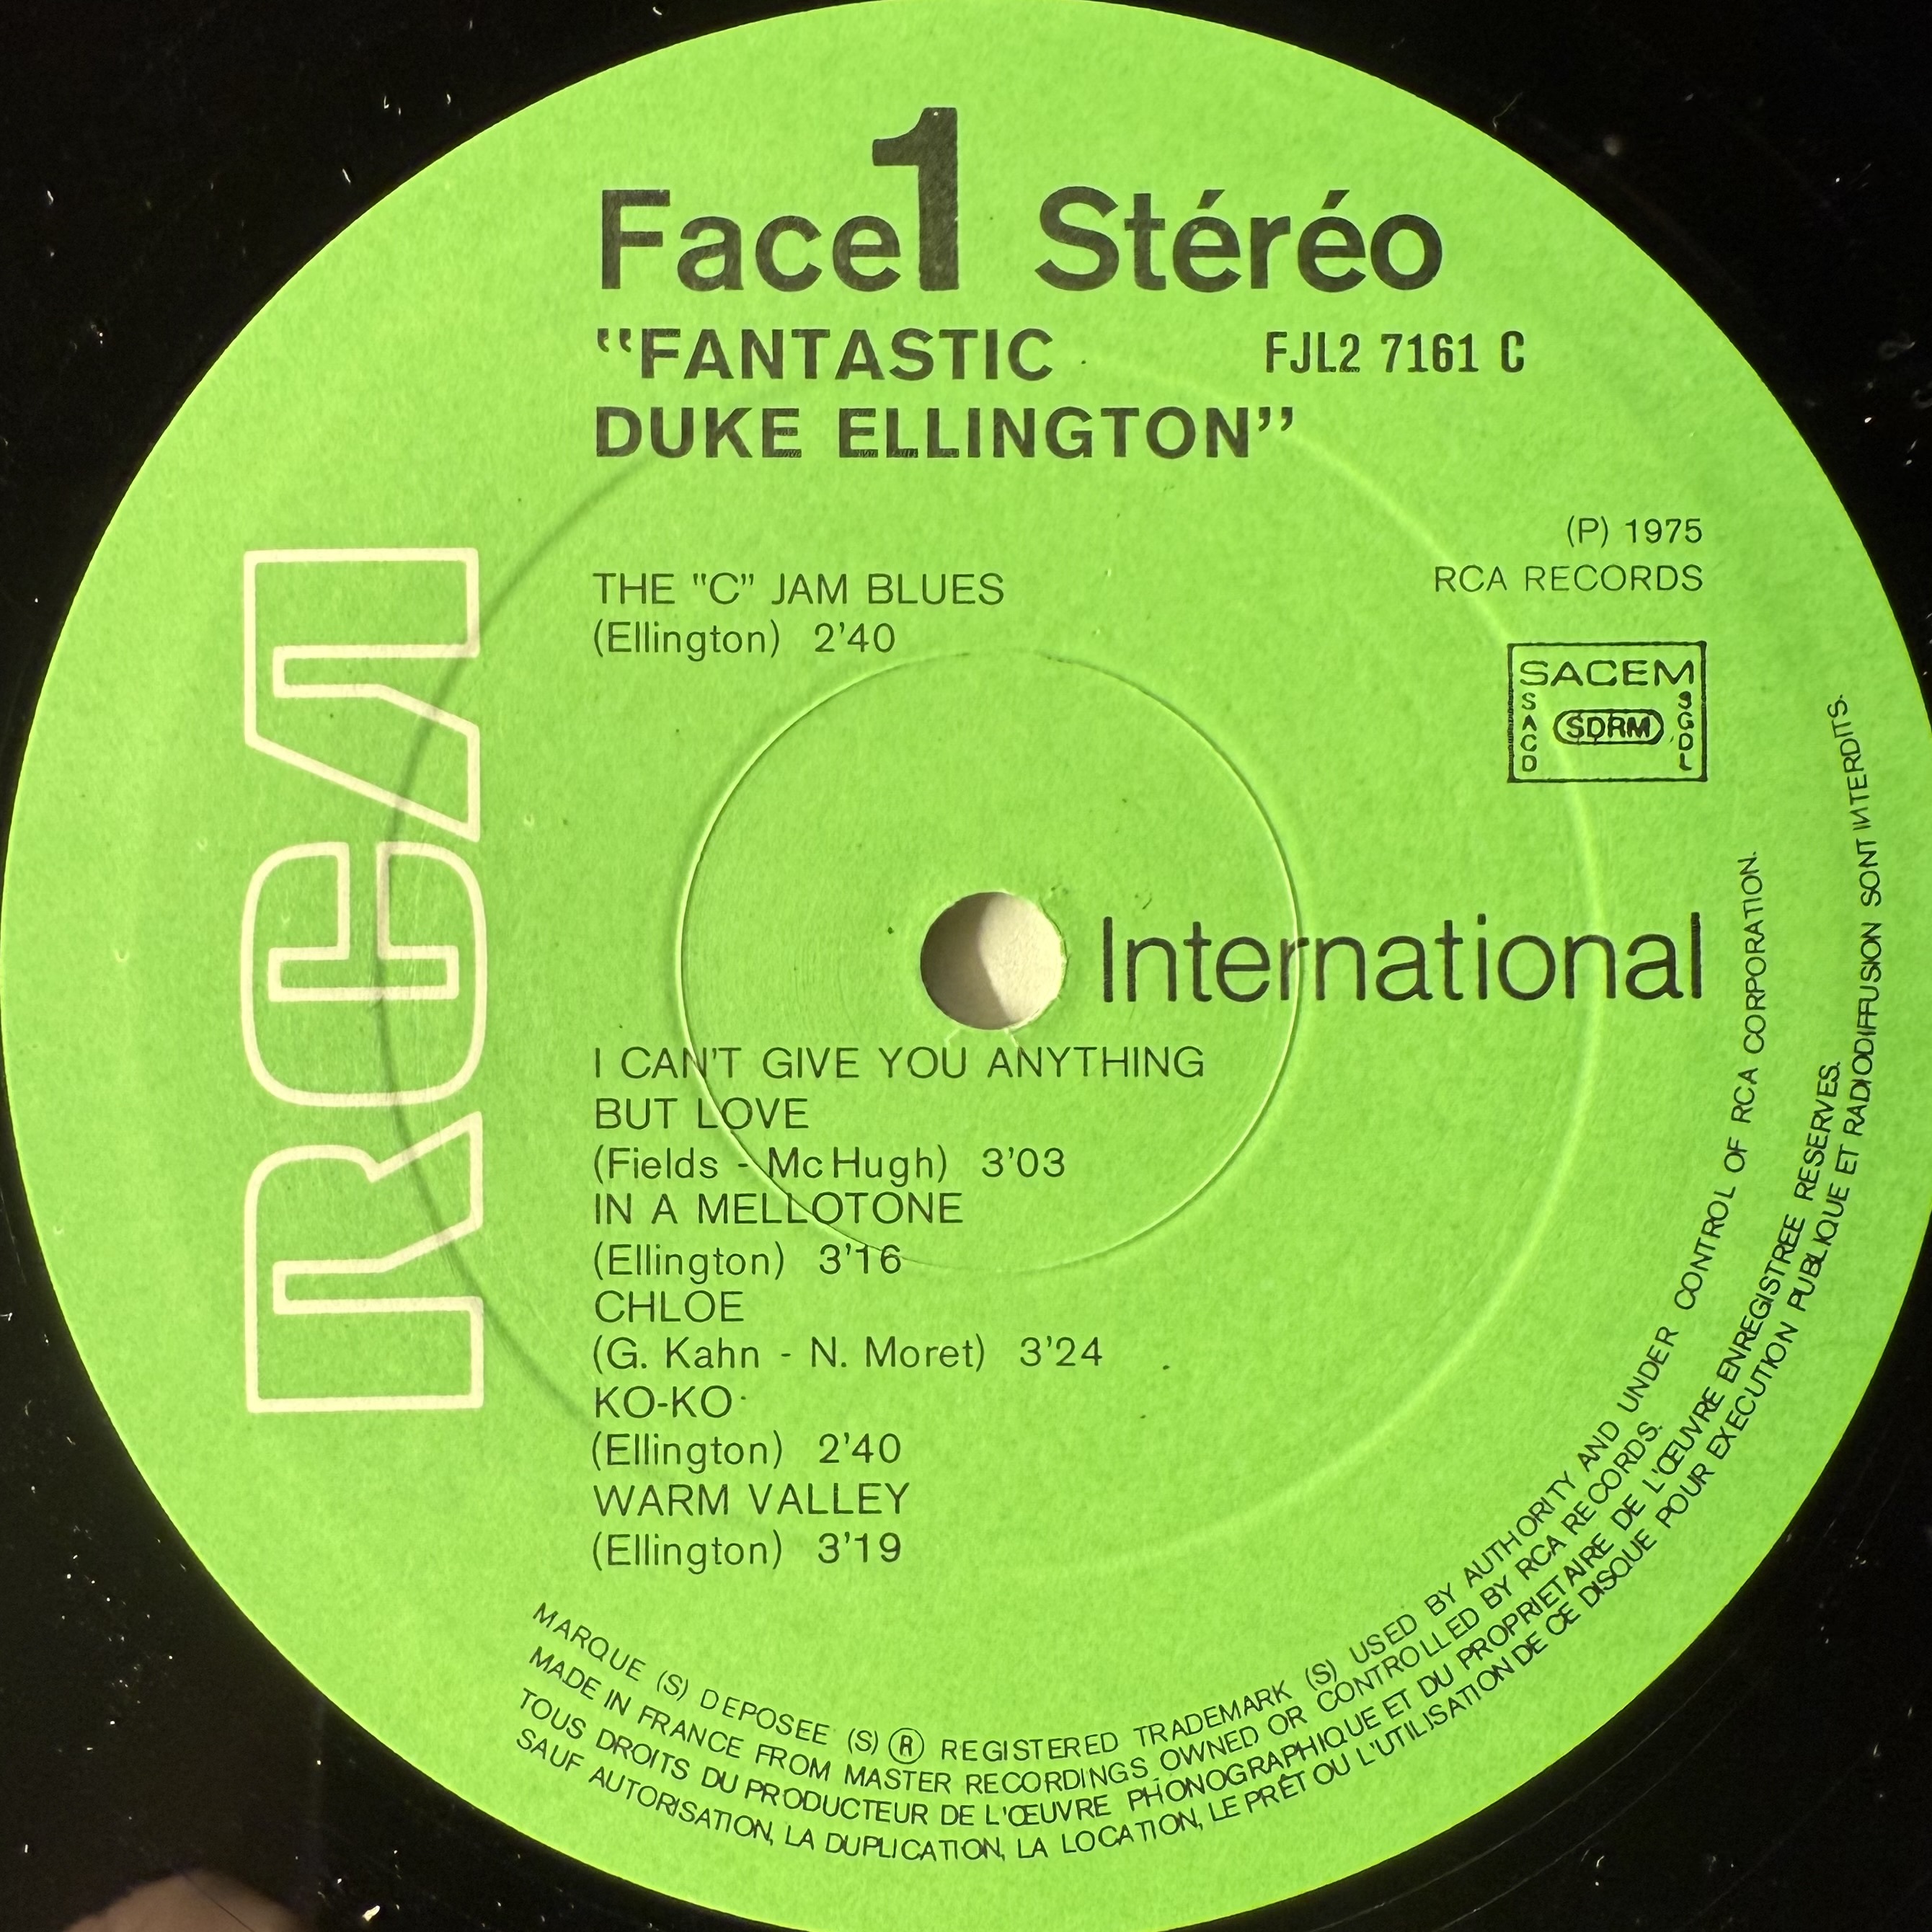 Face 1 Stéréo
“FANTASTIC FJL2 7161 C
DUKE ELLINGTON”
(P) 1975
RCA RECORDS
THE "C" JAM BLUES
(Ellington) 2'40
SACEM
SACD
SDRM
SGDL
RCA
International
I CAN'T GIVE YOU ANYTHING
BUT LOVE
(Fields - Mc Hugh) 3'03
IN A MELLOTONE
(Ellington) 3'16
CHLOE
(G. Kahn - N. Moret) 3'24
KO-KO
(Ellington) 2'40
WARM VALLEY
(Ellington) 3'19
MARQUE (S) DEPOSEE (S) ® REGISTERED TRADEMARK (S) USED BY AUTHORITY AND UNDER CONTROL OF RCA CORPORATION.
MADE IN FRANCE FROM MASTER RECORDINGS OWNED OR CONTROLLED BY RCA RECORDS.
TOUS DROITS DU PRODUCTEUR DE L'ŒUVRE PHONOGRAPHIQUE ET DU PROPRIETAIRE DE L'ŒUVRE ENREGISTREE RESERVES.
SAUF AUTORISATION, LA DUPLICATION, LA LOCATION, LE PRÊT OU L'UTILISATION DE CE DISQUE POUR EXECUTION PUBLIQUE ET RADIODIFFUSION SONT INTERDITS.